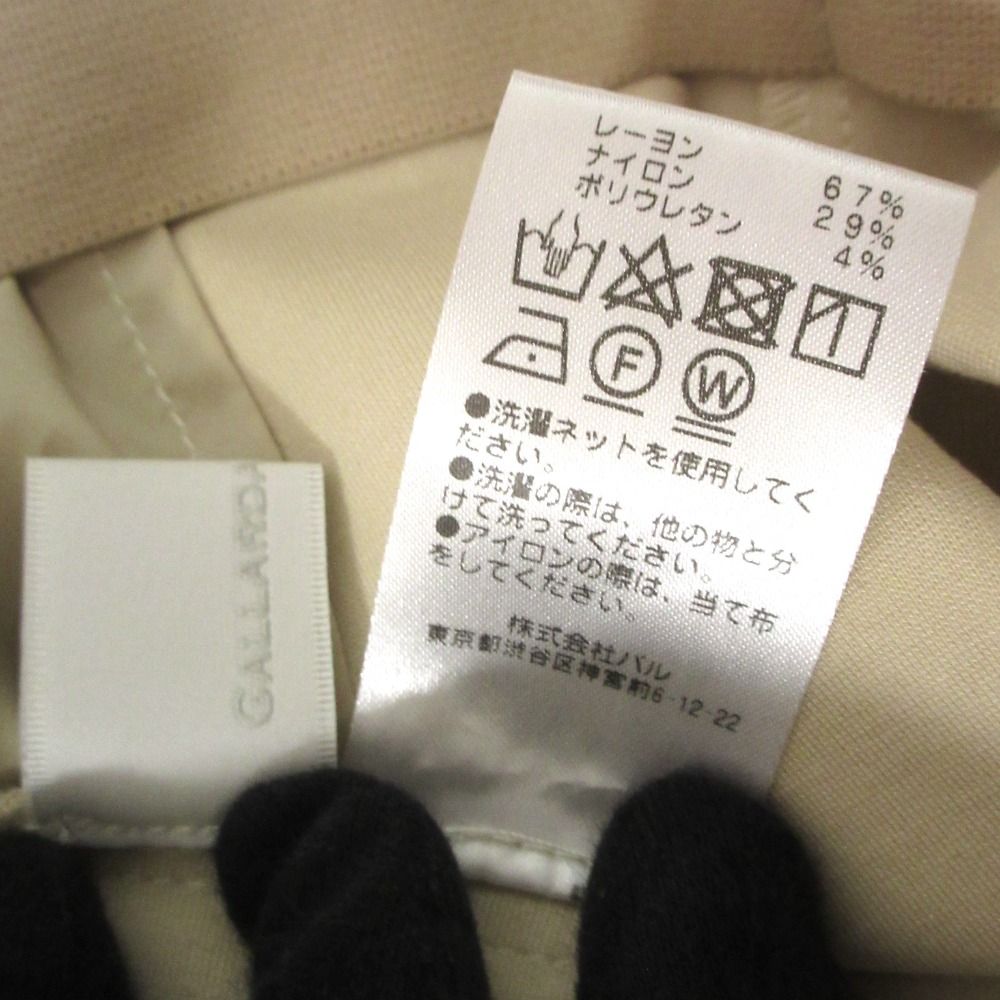 レーヨン 67%
ナイロン 29%
ポリウレタン 4%
F
W
●洗濯ネットを使用してく
ださい。
●洗濯の際は、他の物と分
けて洗ってください。
●アイロンの際は、当て布
をしてください。
株式会社パル
東京都渋谷区神宮前6-12-22